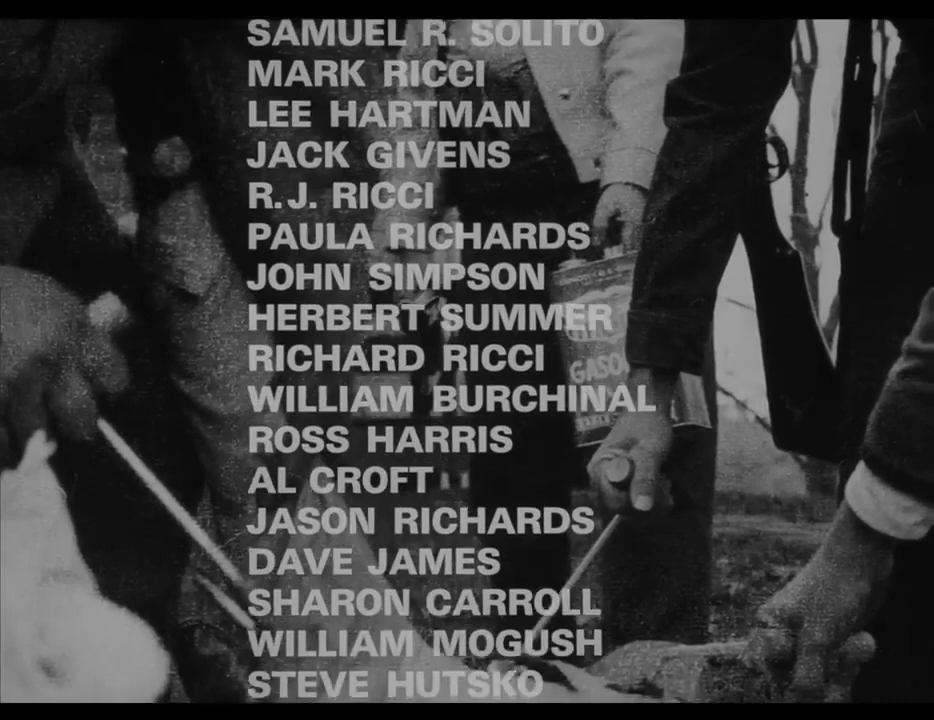 SAMUEL R. SOLITO
MARK RICCI
LEE HARTMAN
JACK GIVENS
R.J. RICCI
PAULA RICHARDS
JOHN SIMPSON
HERBERT SUMMER
RICHARD RICCI
WILLIAM BURCHINAL
ROSS HARRIS
AL CROFT
JASON RICHARDS
DAVE JAMES
SHARON CARROLL
WILLIAM MOGUSH
STEVE HUTSKO